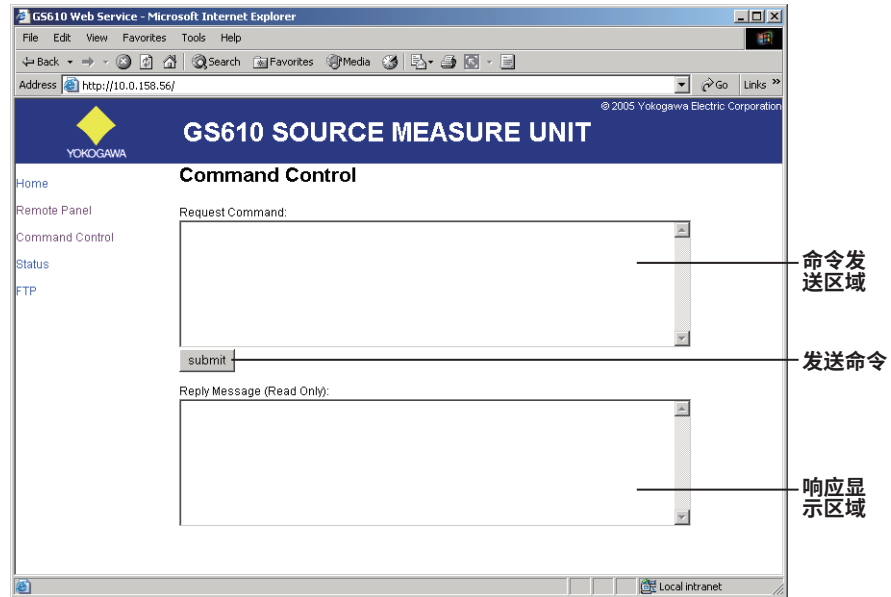 GS610 Web Service - Microsoft Internet Explorer
File Edit View Favorites Tools Help
Back Search Favorites Media
Address http://10.0.158.56/ Go Links »
© 2005 Yokogawa Electric Corporation
YOKOGAWA
GS610 SOURCE MEASURE UNIT
Home
Remote Panel
Command Control
Status
FTP
Command Control
Request Command:
命令发
送区域
submit
发送命令
Reply Message (Read Only):
响应显
示区域
Local intranet